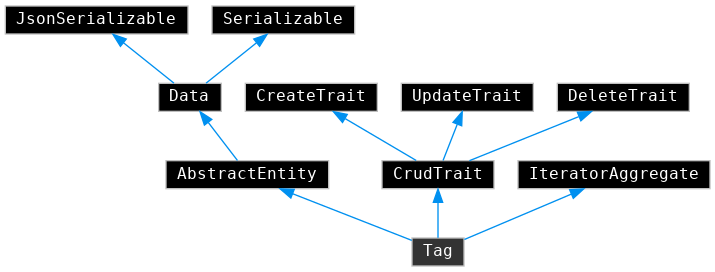 JsonSerializable
Serializable
Data
CreateTrait
UpdateTrait
DeleteTrait
AbstractEntity
CrudTrait
IteratorAggregate
Tag